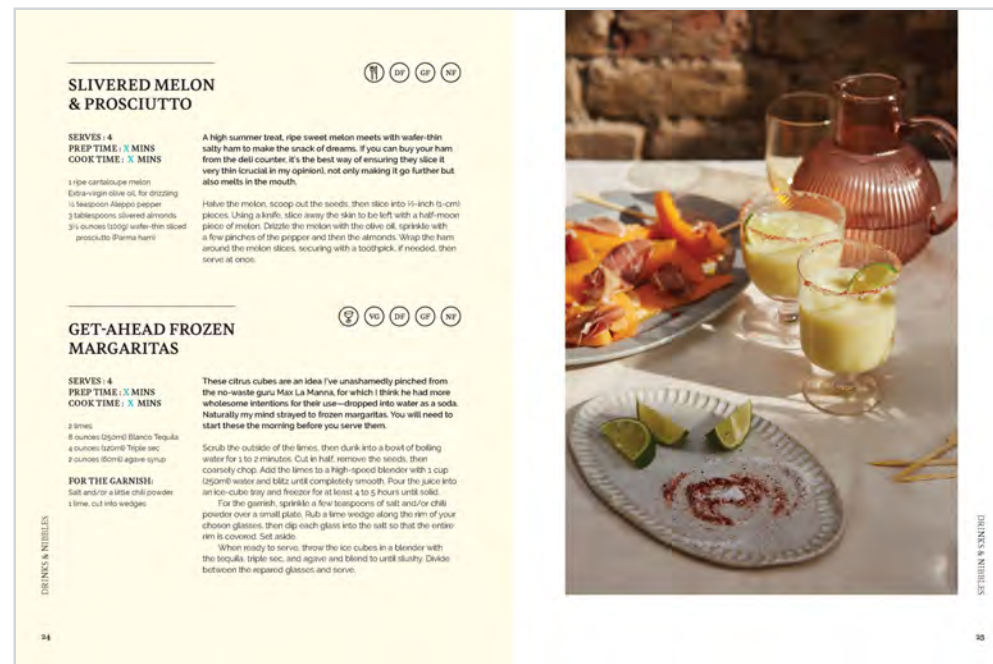 SLIVERED MELON
& PROSCIUTTO
DF GF NF
SERVES : 4
PREP TIME : X MINS
COOK TIME : X MINS
1 ripe cantaloupe melon
Extra-virgin olive oil, for drizzling
½ teaspoon Aleppo pepper
3 tablespoons slivered almonds
3½ ounces (100g) wafer-thin sliced
prosciutto (Parma ham)
A high summer treat, ripe sweet melon meets with wafer-thin
salty ham to make the snack of dreams. If you can buy your ham
from the deli counter, it's the best way of ensuring they slice it
very thin (crucial in my opinion), not only making it go further but
also melts in the mouth.
Halve the melon, scoop out the seeds, then slice into ½-inch (1-cm)
pieces. Using a knife, slice away the skin to be left with a half-moon
piece of melon. Drizzle the melon with the olive oil, sprinkle with
a few pinches of the pepper and then the almonds. Wrap the ham
around the melon slices, securing with a toothpick, if needed, then
serve at once.
GET-AHEAD FROZEN
MARGARITAS
VG DF GF NF
SERVES : 4
PREP TIME : X MINS
COOK TIME : X MINS
2 limes
8 ounces (250ml) Blanco Tequila
4 ounces (120ml) Triple sec
2 ounces (60ml) agave syrup
FOR THE GARNISH:
Salt and/or a little chili powder
1 lime, cut into wedges
These citrus cubes are an idea I've unashamedly pinched from
the no-waste guru Max La Manna, for which I think he had more
wholesome intentions for their use—dropped into water as a soda.
Naturally my mind strayed to frozen margaritas. You will need to
start these the morning before you serve them.
Scrub the outside of the limes, then dunk into a bowl of boiling
water for 1 to 2 minutes. Cut in half, remove the seeds, then
coarsely chop. Add the limes to a high-speed blender with 1 cup
(250ml) water and blitz until completely smooth. Pour the juice into
an ice-cube tray and freezer for at least 4 to 5 hours until solid.
For the garnish, sprinkle a few teaspoons of salt and/or chili
powder over a small plate. Rub a lime wedge along the rim of your
chosen glasses, then dip each glass into the salt so that the entire
rim is covered. Set aside.
When ready to serve, throw the ice cubes in a blender with
the tequila, triple sec, and agave and blend to until slushy. Divide
between the repared glasses and serve.
DRINKS & NIBBLES
24
DRINKS & NIBBLES
25